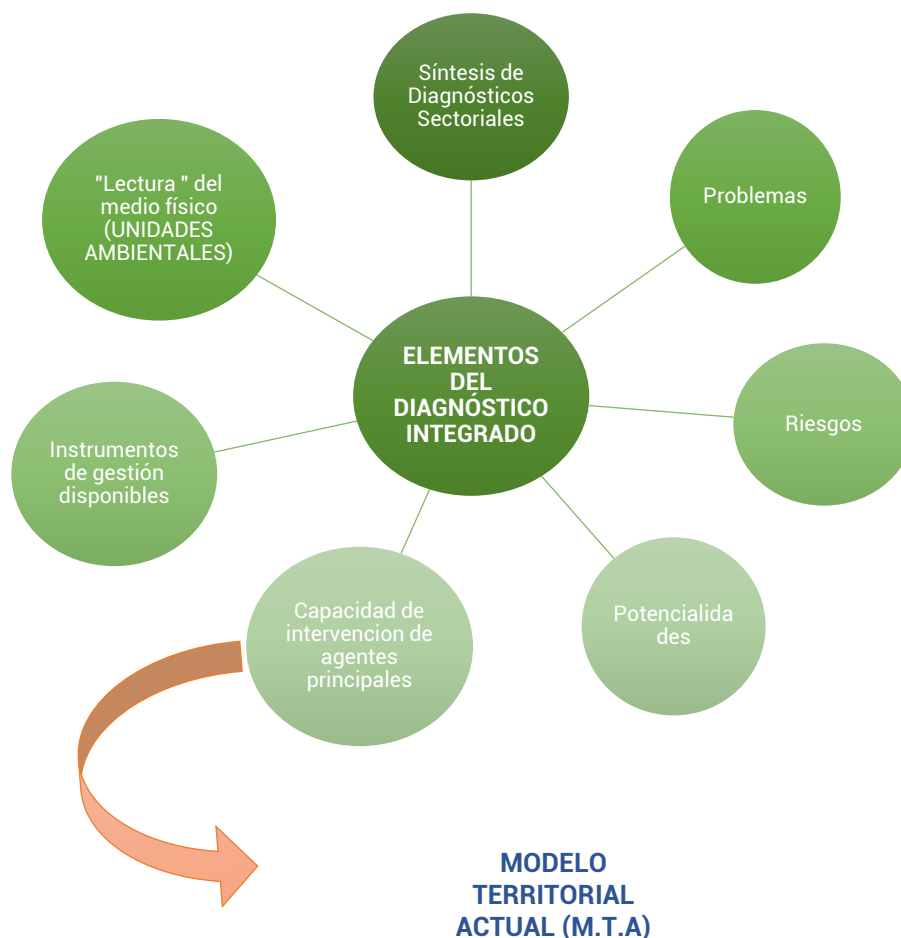 Síntesis de
Diagnósticos
Sectoriales
"Lectura " del
medio físico
(UNIDADES
AMBIENTALES)
Problemas
ELEMENTOS
DEL
DIAGNÓSTICO
INTEGRADO
Riesgos
Instrumentos
de gestión
disponibles
Capacidad de
intervencion de
agentes
principales
Potencialida
des
MODELO
TERRITORIAL
ACTUAL (M.T.A)